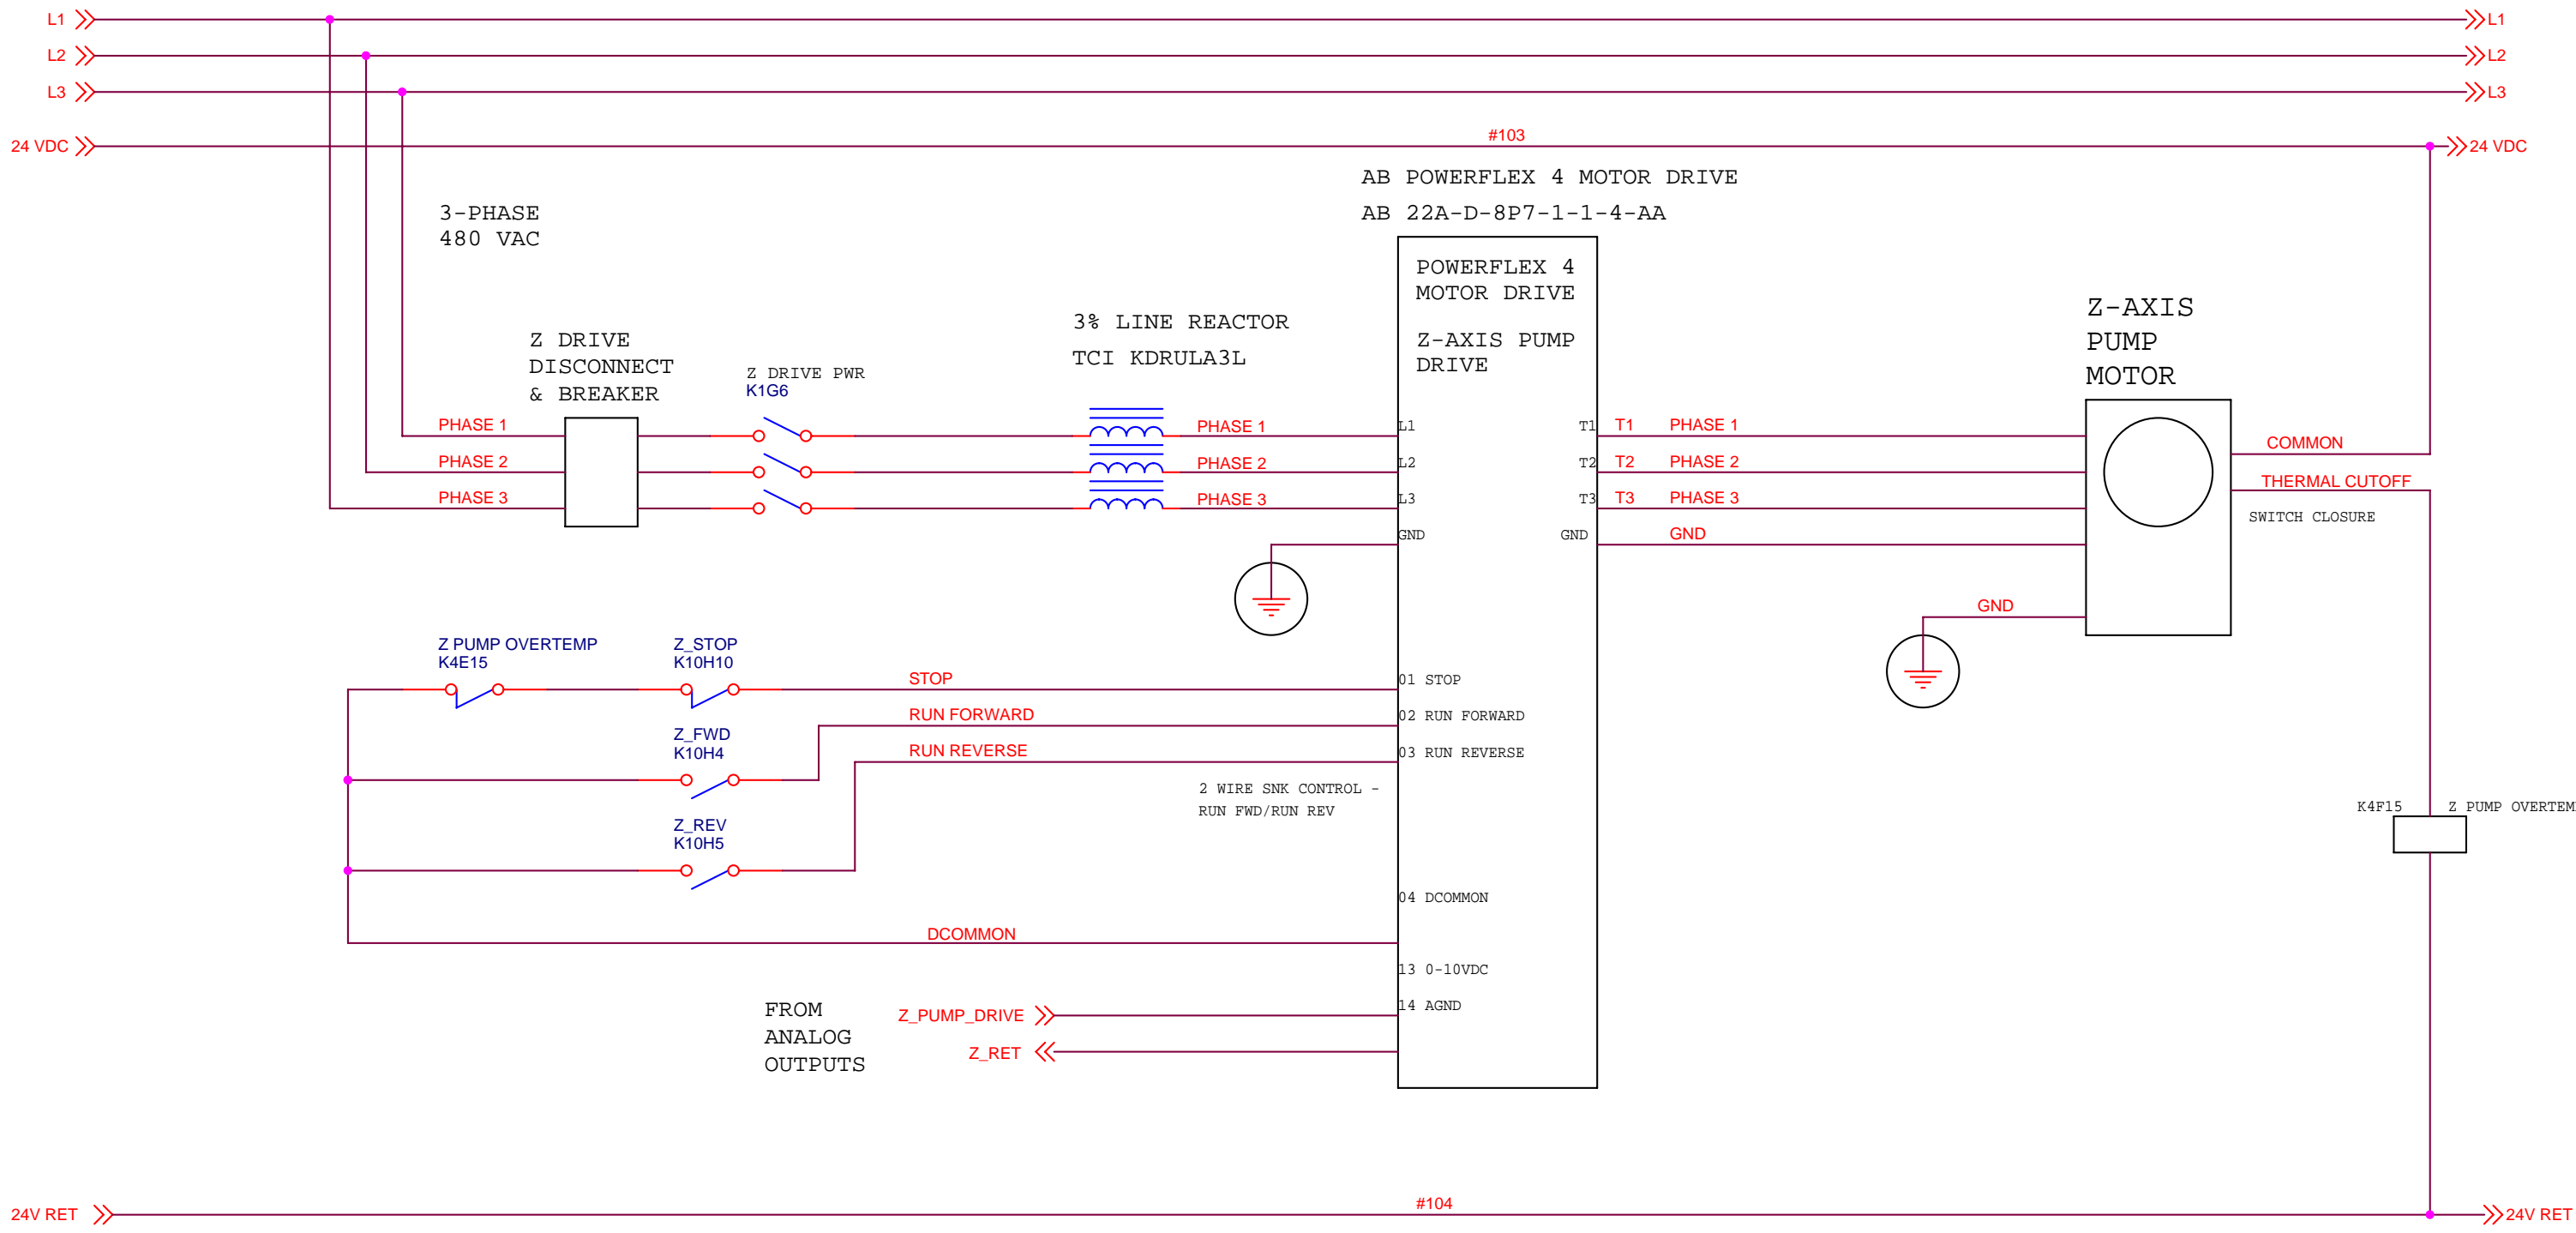 L1
L1
L2
L2
L3
L3
#103
24 VDC
24 VDC
AB POWERFLEX 4 MOTOR DRIVE
AB 22A-D-8P7-1-1-4-AA
3-PHASE
480 VAC
POWERFLEX 4
MOTOR DRIVE
Z-AXIS PUMP
DRIVE
Z-AXIS
PUMP
MOTOR
3% LINE REACTOR
TCI KDRULA3L
Z DRIVE
DISCONNECT
& BREAKER
Z DRIVE PWR
K1G6
PHASE 1
PHASE 1
L1
T1
T1
PHASE 1
PHASE 2
PHASE 2
L2
T2
T2
PHASE 2
PHASE 3
PHASE 3
L3
T3
T3
PHASE 3
GND
GND
GND
COMMON
THERMAL CUTOFF
SWITCH CLOSURE
GND
Z PUMP OVERTEMP
K4E15
Z_STOP
K10H10
STOP
01 STOP
RUN FORWARD
02 RUN FORWARD
Z_FWD
K10H4
RUN REVERSE
03 RUN REVERSE
2 WIRE SNK CONTROL -
RUN FWD/RUN REV
Z_REV
K10H5
K4F15
Z PUMP OVERTEM
04 DCOMMON
DCOMMON
13 0-10VDC
14 AGND
FROM
ANALOG
OUTPUTS
Z_PUMP_DRIVE
Z_RET
#104
24V RET
24V RET